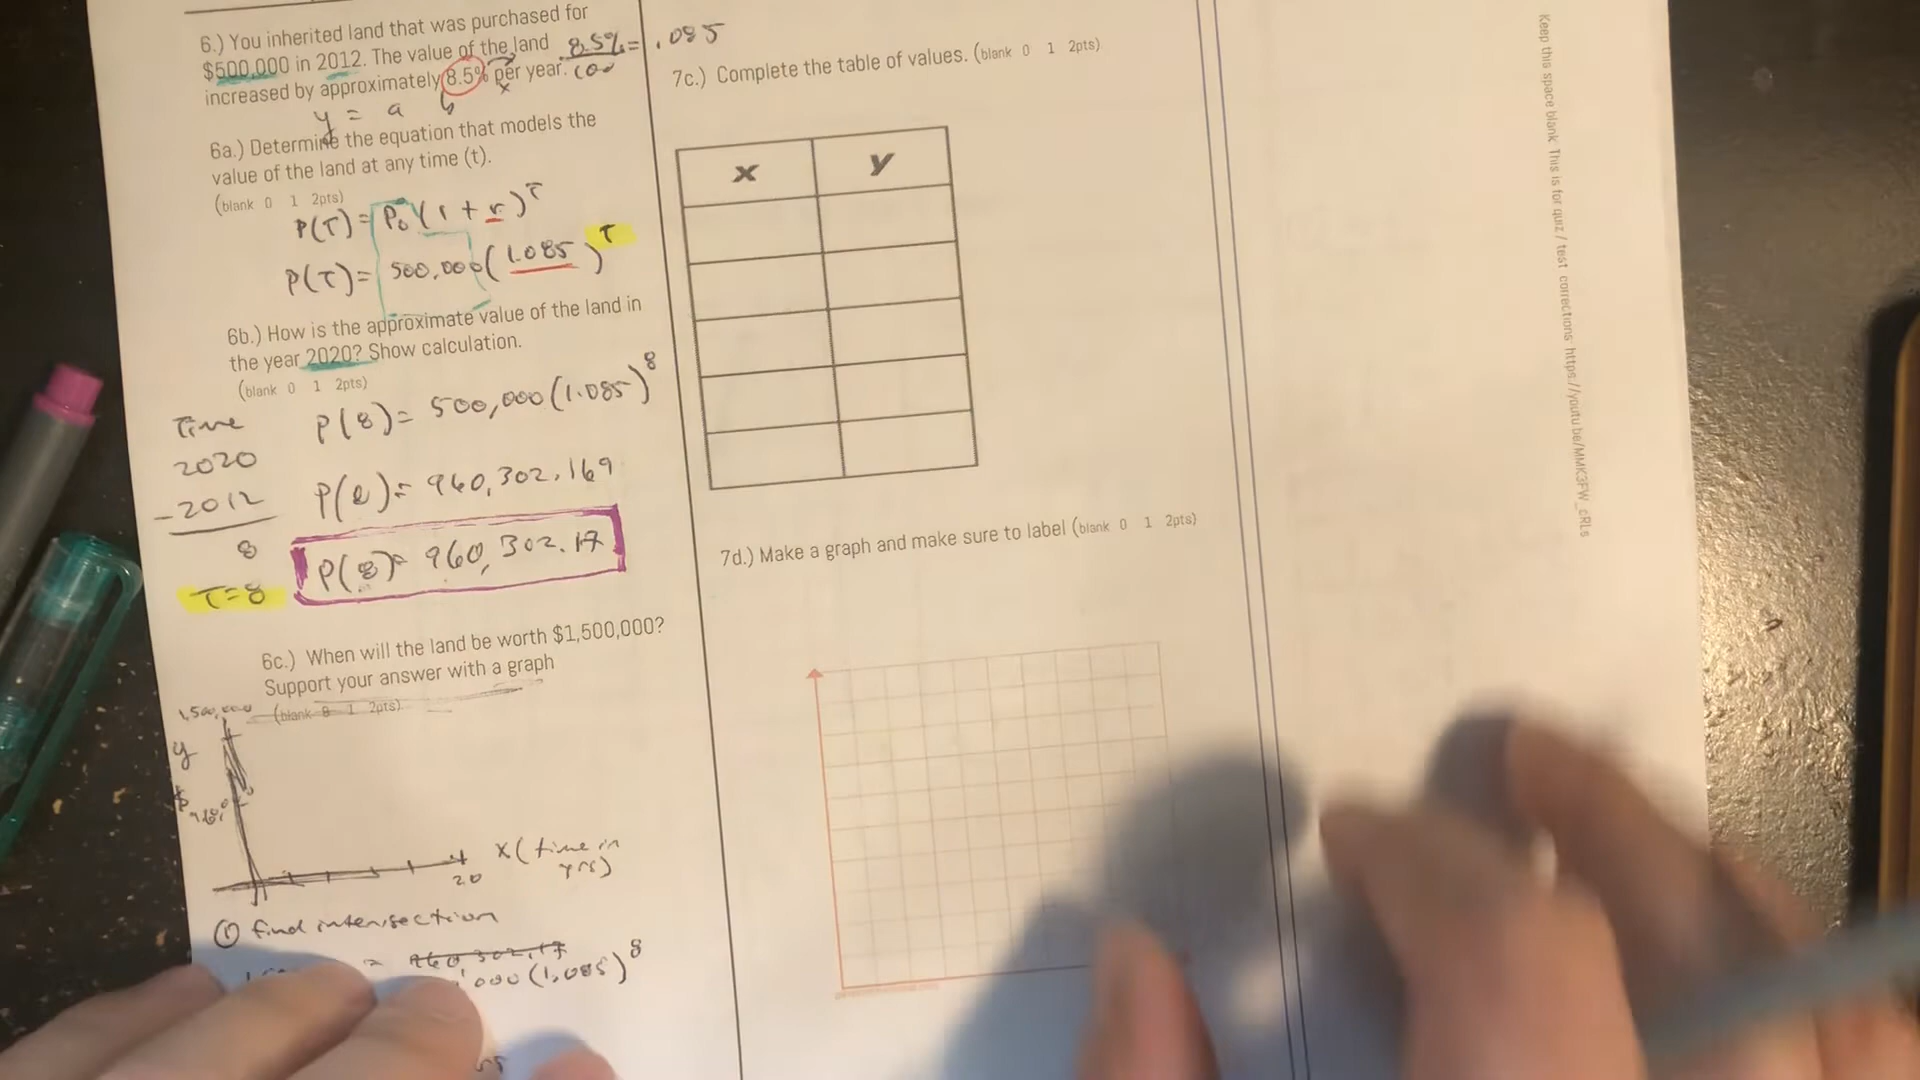 6.) You inherited land that was purchased for
$500,000 in 2012. The value of the land
increased by approximately 8.5% per year.
8.5% = .085
100
x
y = a b
6a.) Determine the equation that models the
value of the land at any time (t).
(blank 0 1 2pts)
P(T) = P₀(1 + r)ᵀ
P(T) = 500,000(1.085)ᵀ
6b.) How is the approximate value of the land in
the year 2020? Show calculation.
(blank 0 1 2pts)
Time
2020
-2012
8
T=8
P(8) = 500,000(1.085)⁸
P(8) = 960,302.169
P(8) = 960,302.17
6c.) When will the land be worth $1,500,000?
Support your answer with a graph
(blank 0 1 2pts)
1,500,000
y
$
20
x (time in
yrs)
① find intersection
= 960 302.17
000(1.085)⁸
7c.) Complete the table of values. (blank 0 1 2pts)
x y
7d.) Make a graph and make sure to label (blank 0 1 2pts)
Keep this space blank. This is for quiz / test corrections: https://youtu.be/MMK3FW_cRLs